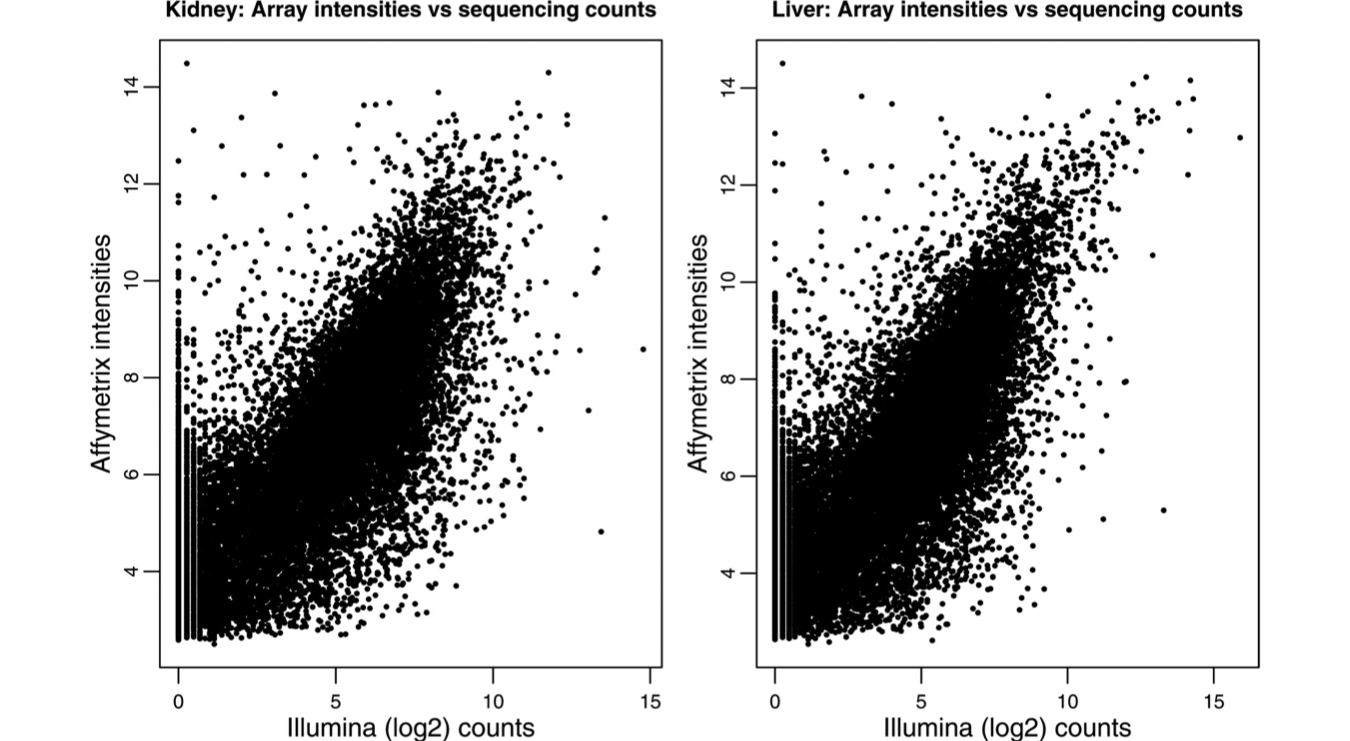 Kidney: Array intensities vs sequencing counts
Affymetrix intensities
14
12
10
8
6
4
0 5 10 15
Illumina (log2) counts
Liver: Array intensities vs sequencing counts
Affymetrix intensities
14
12
10
8
6
4
0 5 10 15
Illumina (log2) counts